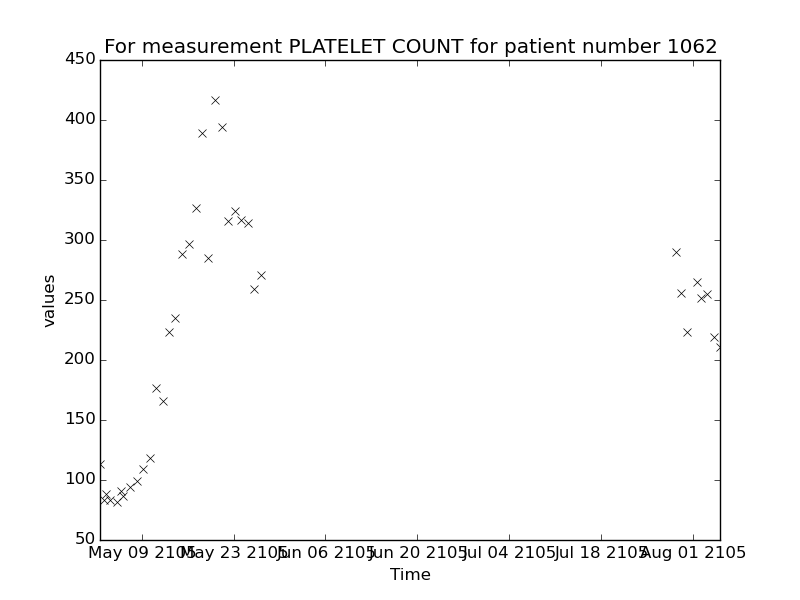 For measurement PLATELET COUNT for patient number 1062
450
400
350
300
250
200
150
100
50
values
May 09 2105
May 23 2105
Jun 06 2105
Jun 20 2105
Jul 04 2105
Jul 18 2105
Aug 01 2105
Time